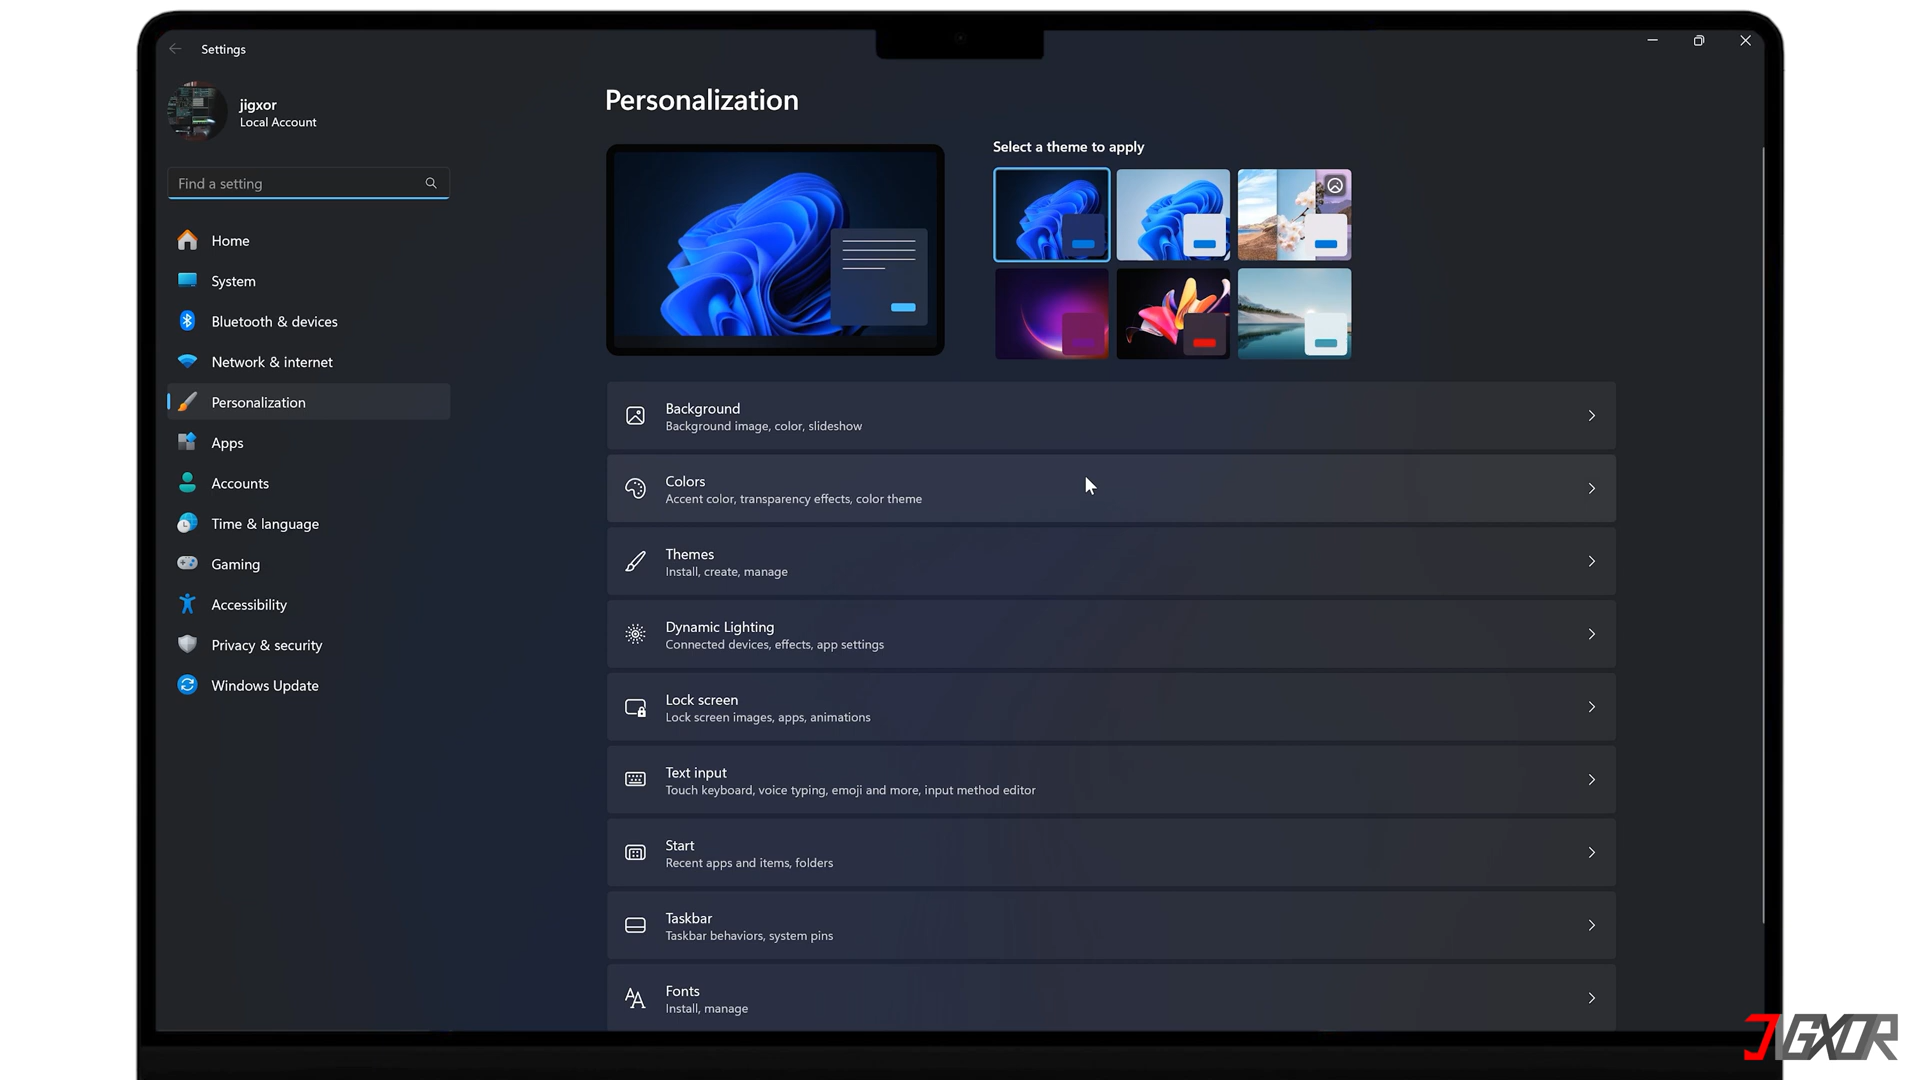 Settings
jigxor
Local Account
Find a setting
Home
System
Bluetooth & devices
Network & internet
Personalization
Apps
Accounts
Time & language
Gaming
Accessibility
Privacy & security
Windows Update
Personalization
Select a theme to apply
Background
Background image, color, slideshow
Colors
Accent color, transparency effects, color theme
Themes
Install, create, manage
Dynamic Lighting
Connected devices, effects, app settings
Lock screen
Lock screen images, apps, animations
Text input
Touch keyboard, voice typing, emoji and more, input method editor
Start
Recent apps and items, folders
Taskbar
Taskbar behaviors, system pins
Fonts
Install, manage
JIGXOR